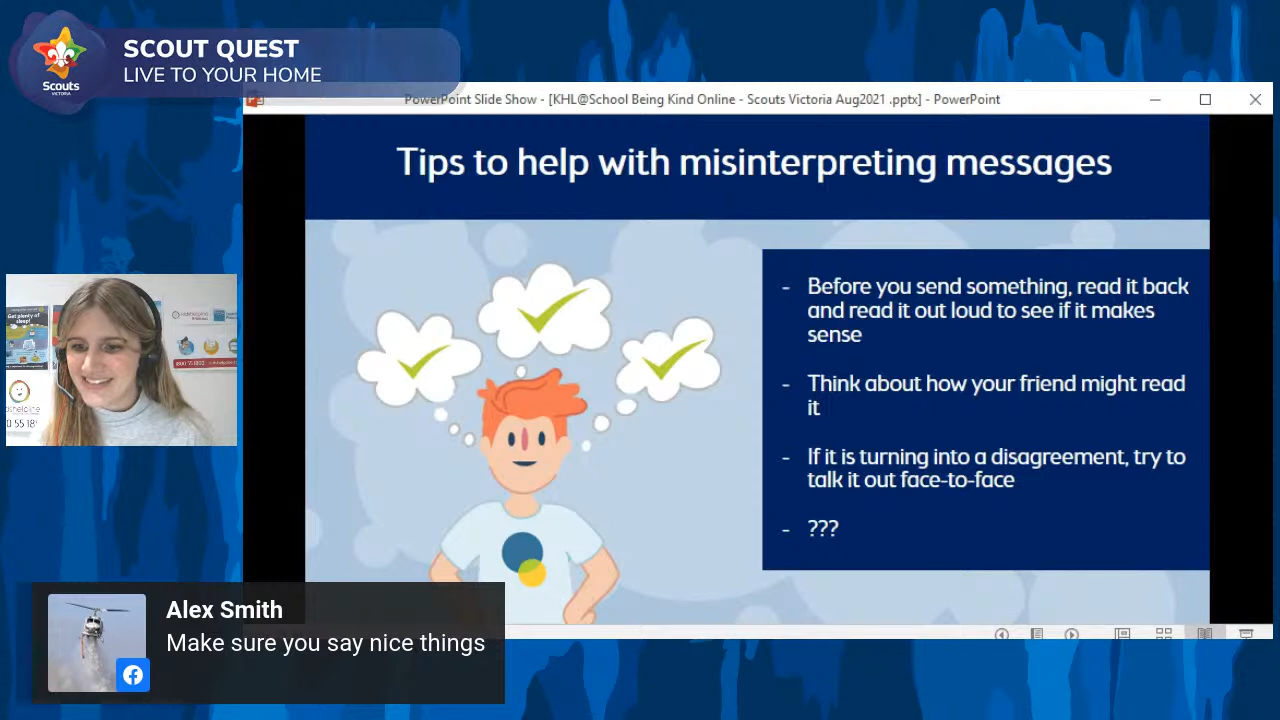 SCOUT QUEST
LIVE TO YOUR HOME
Scouts
VICTORIA
PowerPoint Slide Show - [KHL@School Being Kind Online - Scouts Victoria Aug2021 .pptx] - PowerPoint
Tips to help with misinterpreting messages
- Before you send something, read it back
and read it out loud to see if it makes
sense
- Think about how your friend might read
it
- If it is turning into a disagreement, try to
talk it out face-to-face
- ???
Get plenty of
sleep!
Alex Smith
Make sure you say nice things